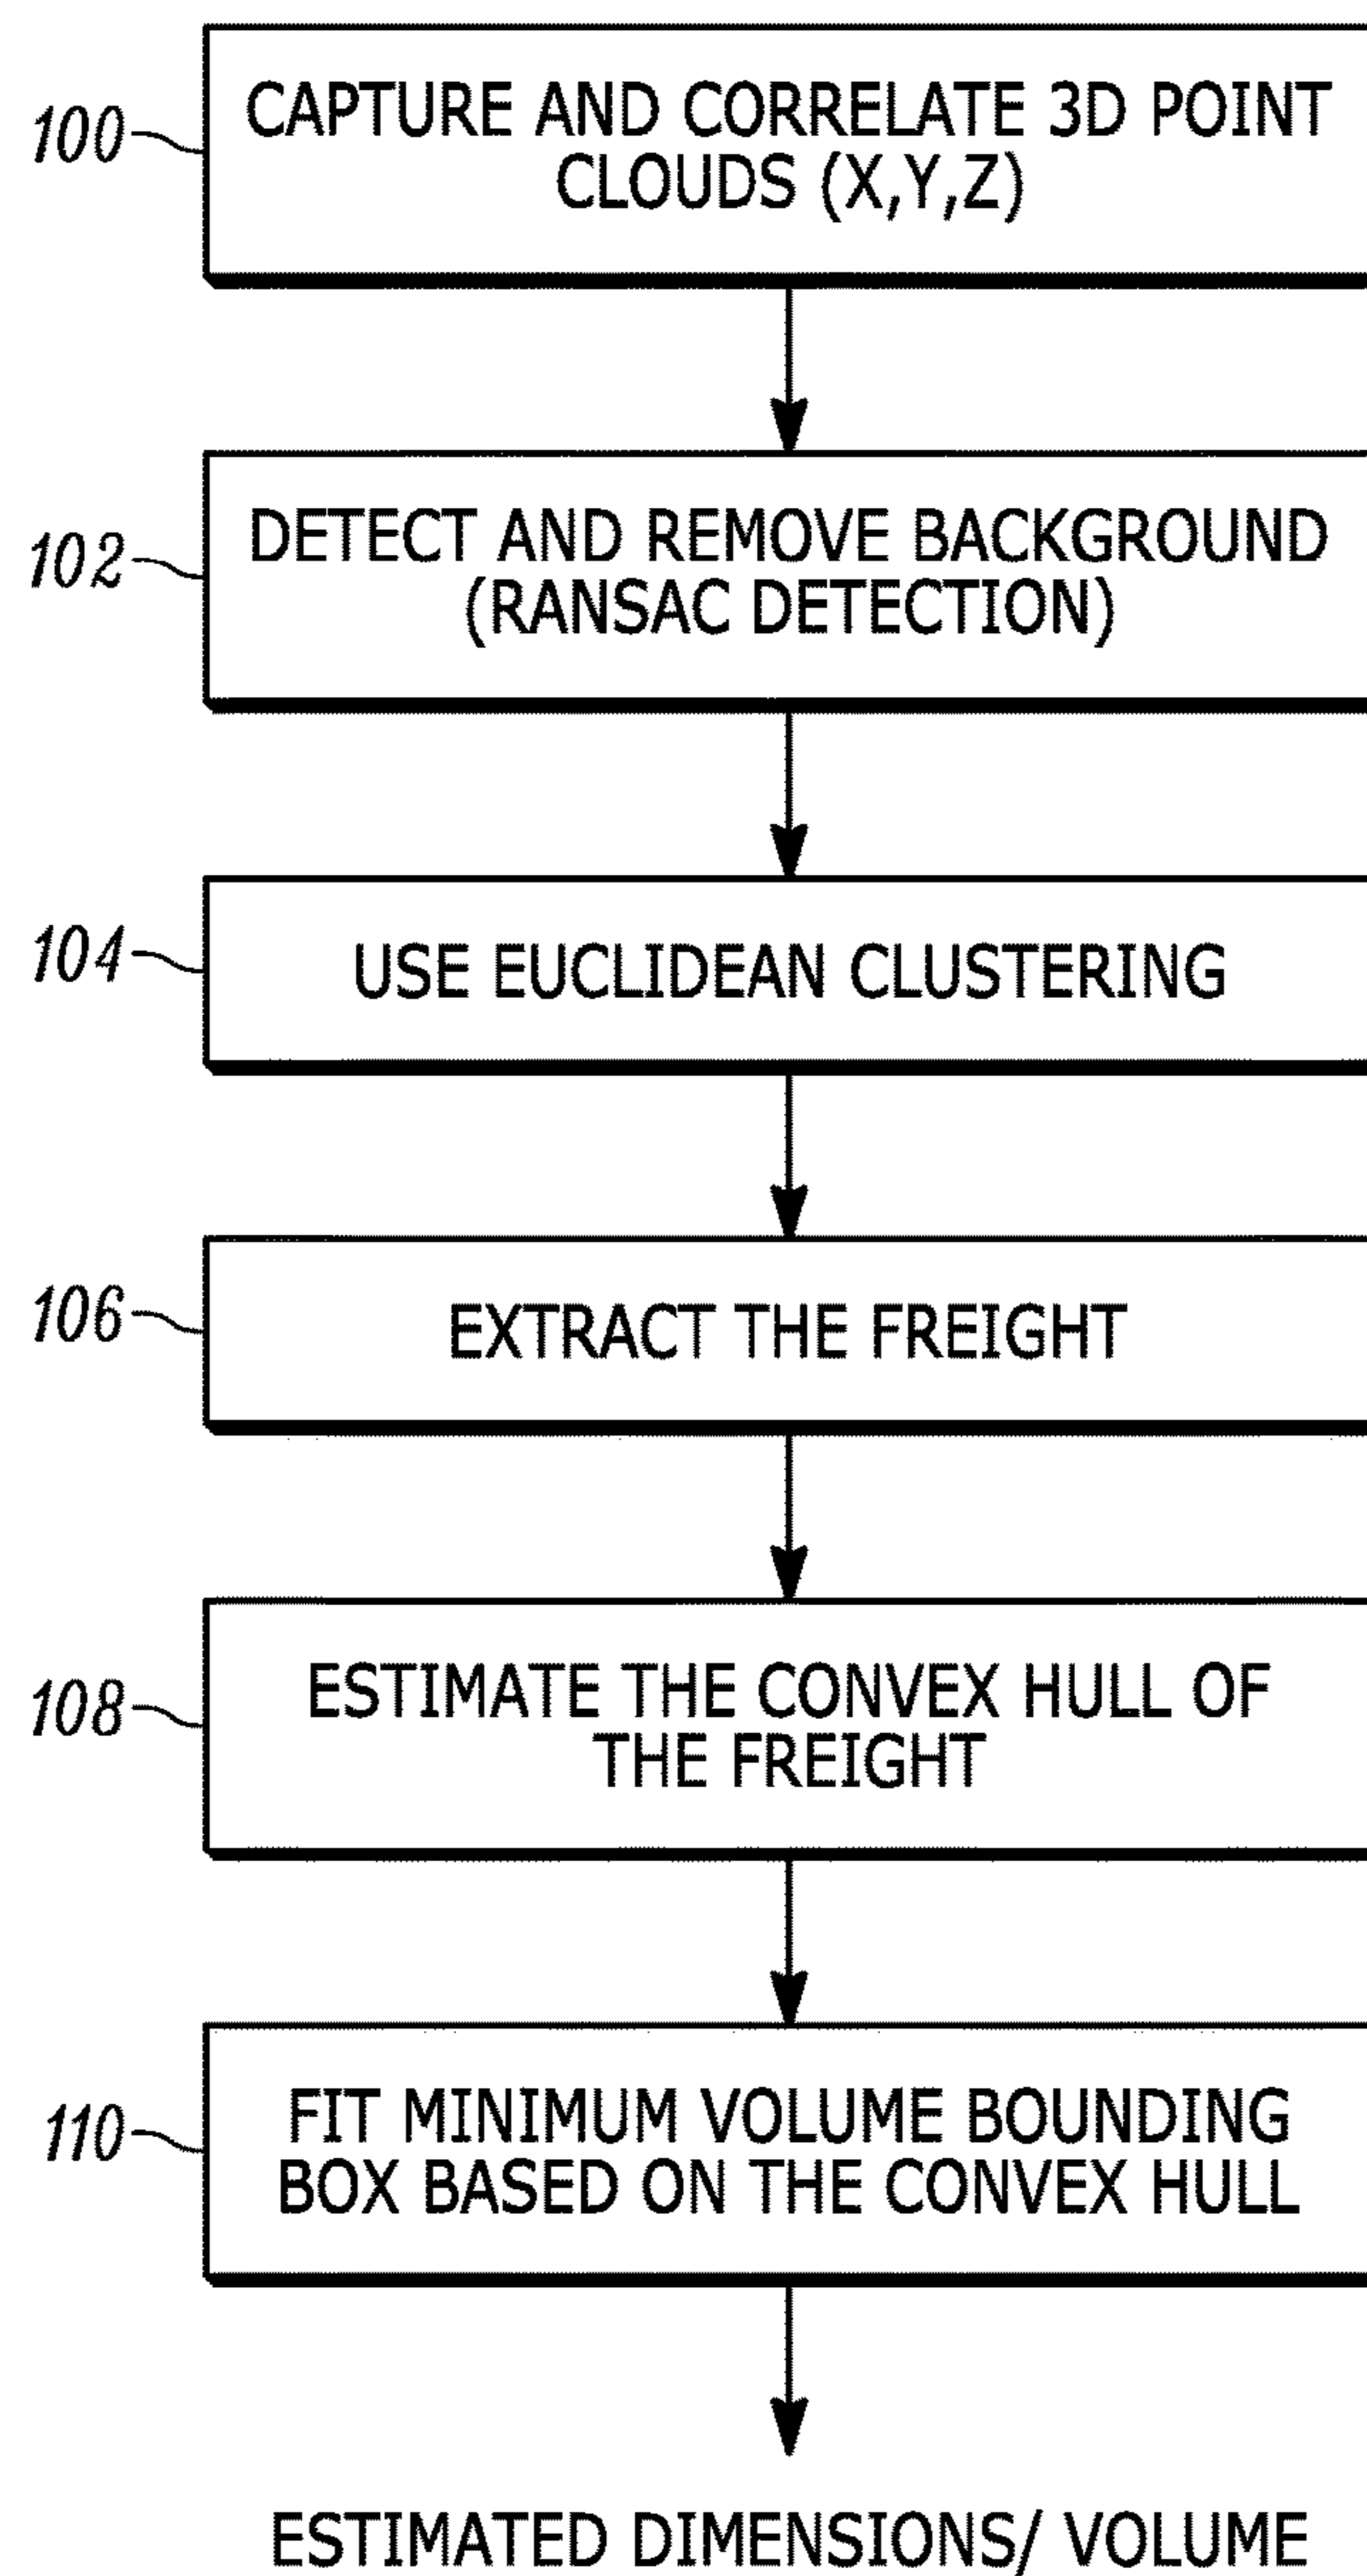 100
CAPTURE AND CORRELATE 3D POINT
CLOUDS (X,Y,Z)
102
DETECT AND REMOVE BACKGROUND
(RANSAC DETECTION)
104
USE EUCLIDEAN CLUSTERING
106
EXTRACT THE FREIGHT
108
ESTIMATE THE CONVEX HULL OF
THE FREIGHT
110
FIT MINIMUM VOLUME BOUNDING
BOX BASED ON THE CONVEX HULL
ESTIMATED DIMENSIONS/ VOLUME